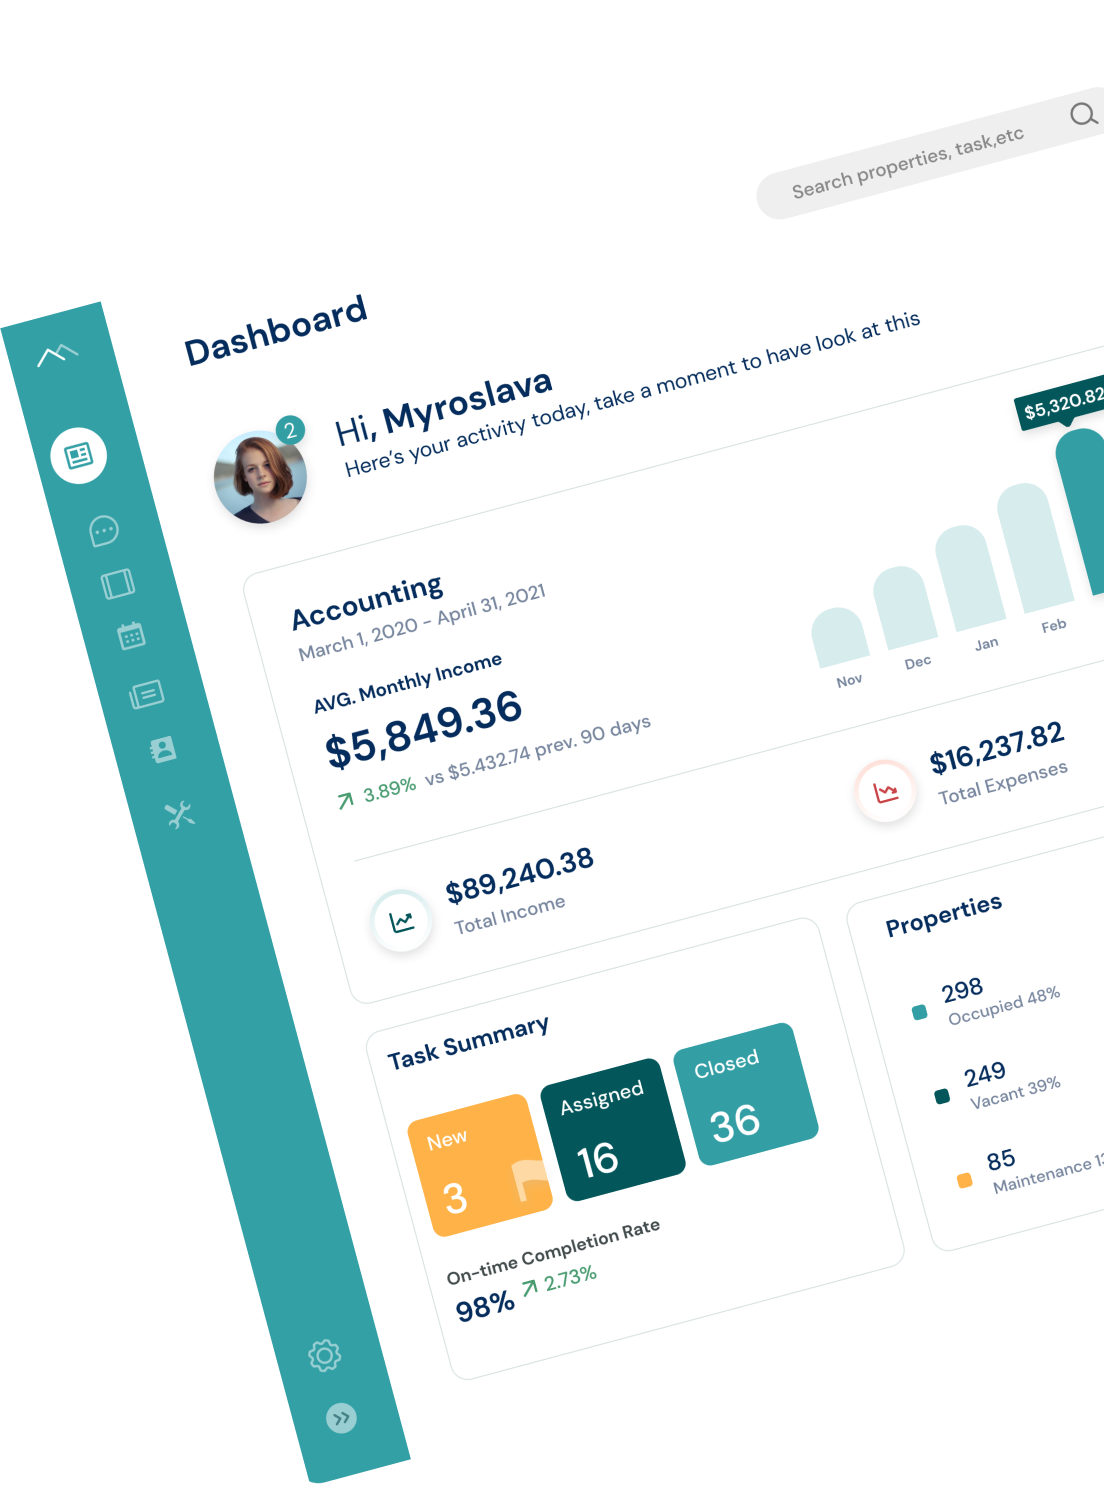 Search properties, task,etc
Dashboard
2
Hi, Myroslava
Here's your activity today, take a moment to have look at this
Accounting
March 1, 2020 - April 31, 2021
AVG. Monthly Income
$5,849.36
3.89% vs $5.432.74 prev. 90 days
$5,320.82
Nov
Dec
Jan
Feb
$89,240.38
Total Income
$16,237.82
Total Expenses
Task Summary
New
3
Assigned
16
Closed
36
On-time Completion Rate
98% 2.73%
Properties
298
Occupied 48%
249
Vacant 39%
85
Maintenance